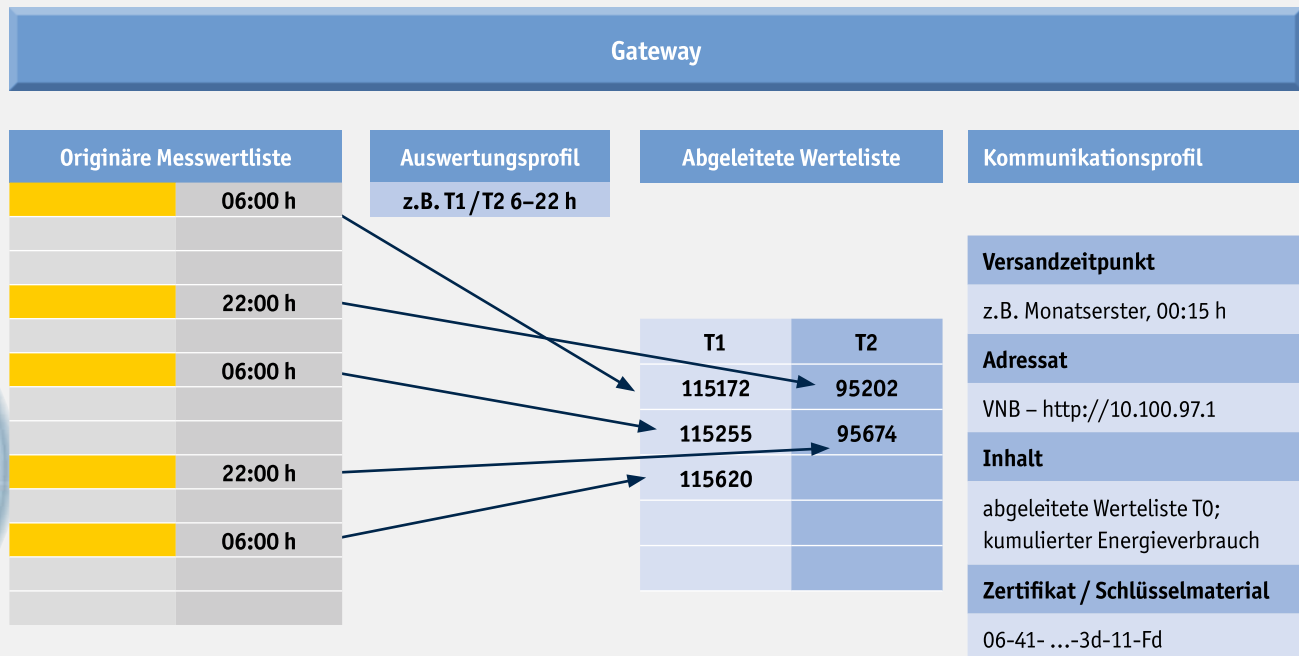 Gateway
Originäre Messwertliste
06:00 h
22:00 h
06:00 h
22:00 h
06:00 h
Auswertungsprofil
z.B. T1 / T2 6–22 h
Abgeleitete Werteliste
T1 T2
115172 95202
115255 95674
115620
Kommunikationsprofil
Versandzeitpunkt
z.B. Monatserster, 00:15 h
Adressat
VNB – http://10.100.97.1
Inhalt
abgeleitete Werteliste T0;
kumulierter Energieverbrauch
Zertifikat / Schlüsselmaterial
06-41- ...-3d-11-Fd